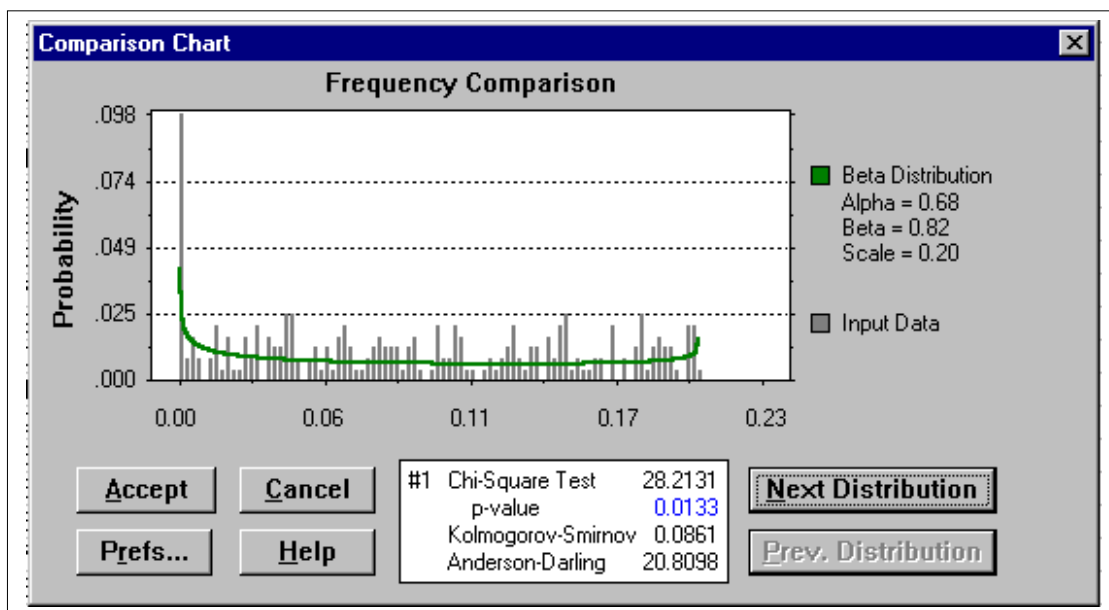 Comparison Chart
Frequency Comparison
.098
.074
.049
.025
.000
Probability
0.00 0.06 0.11 0.17 0.23
Beta Distribution
Alpha = 0.68
Beta = 0.82
Scale = 0.20
Input Data
Accept
Cancel
Prefs...
Help
#1 Chi-Square Test 28.2131
p-value 0.0133
Kolmogorov-Smirnov 0.0861
Anderson-Darling 20.8098
Next Distribution
Prev. Distribution